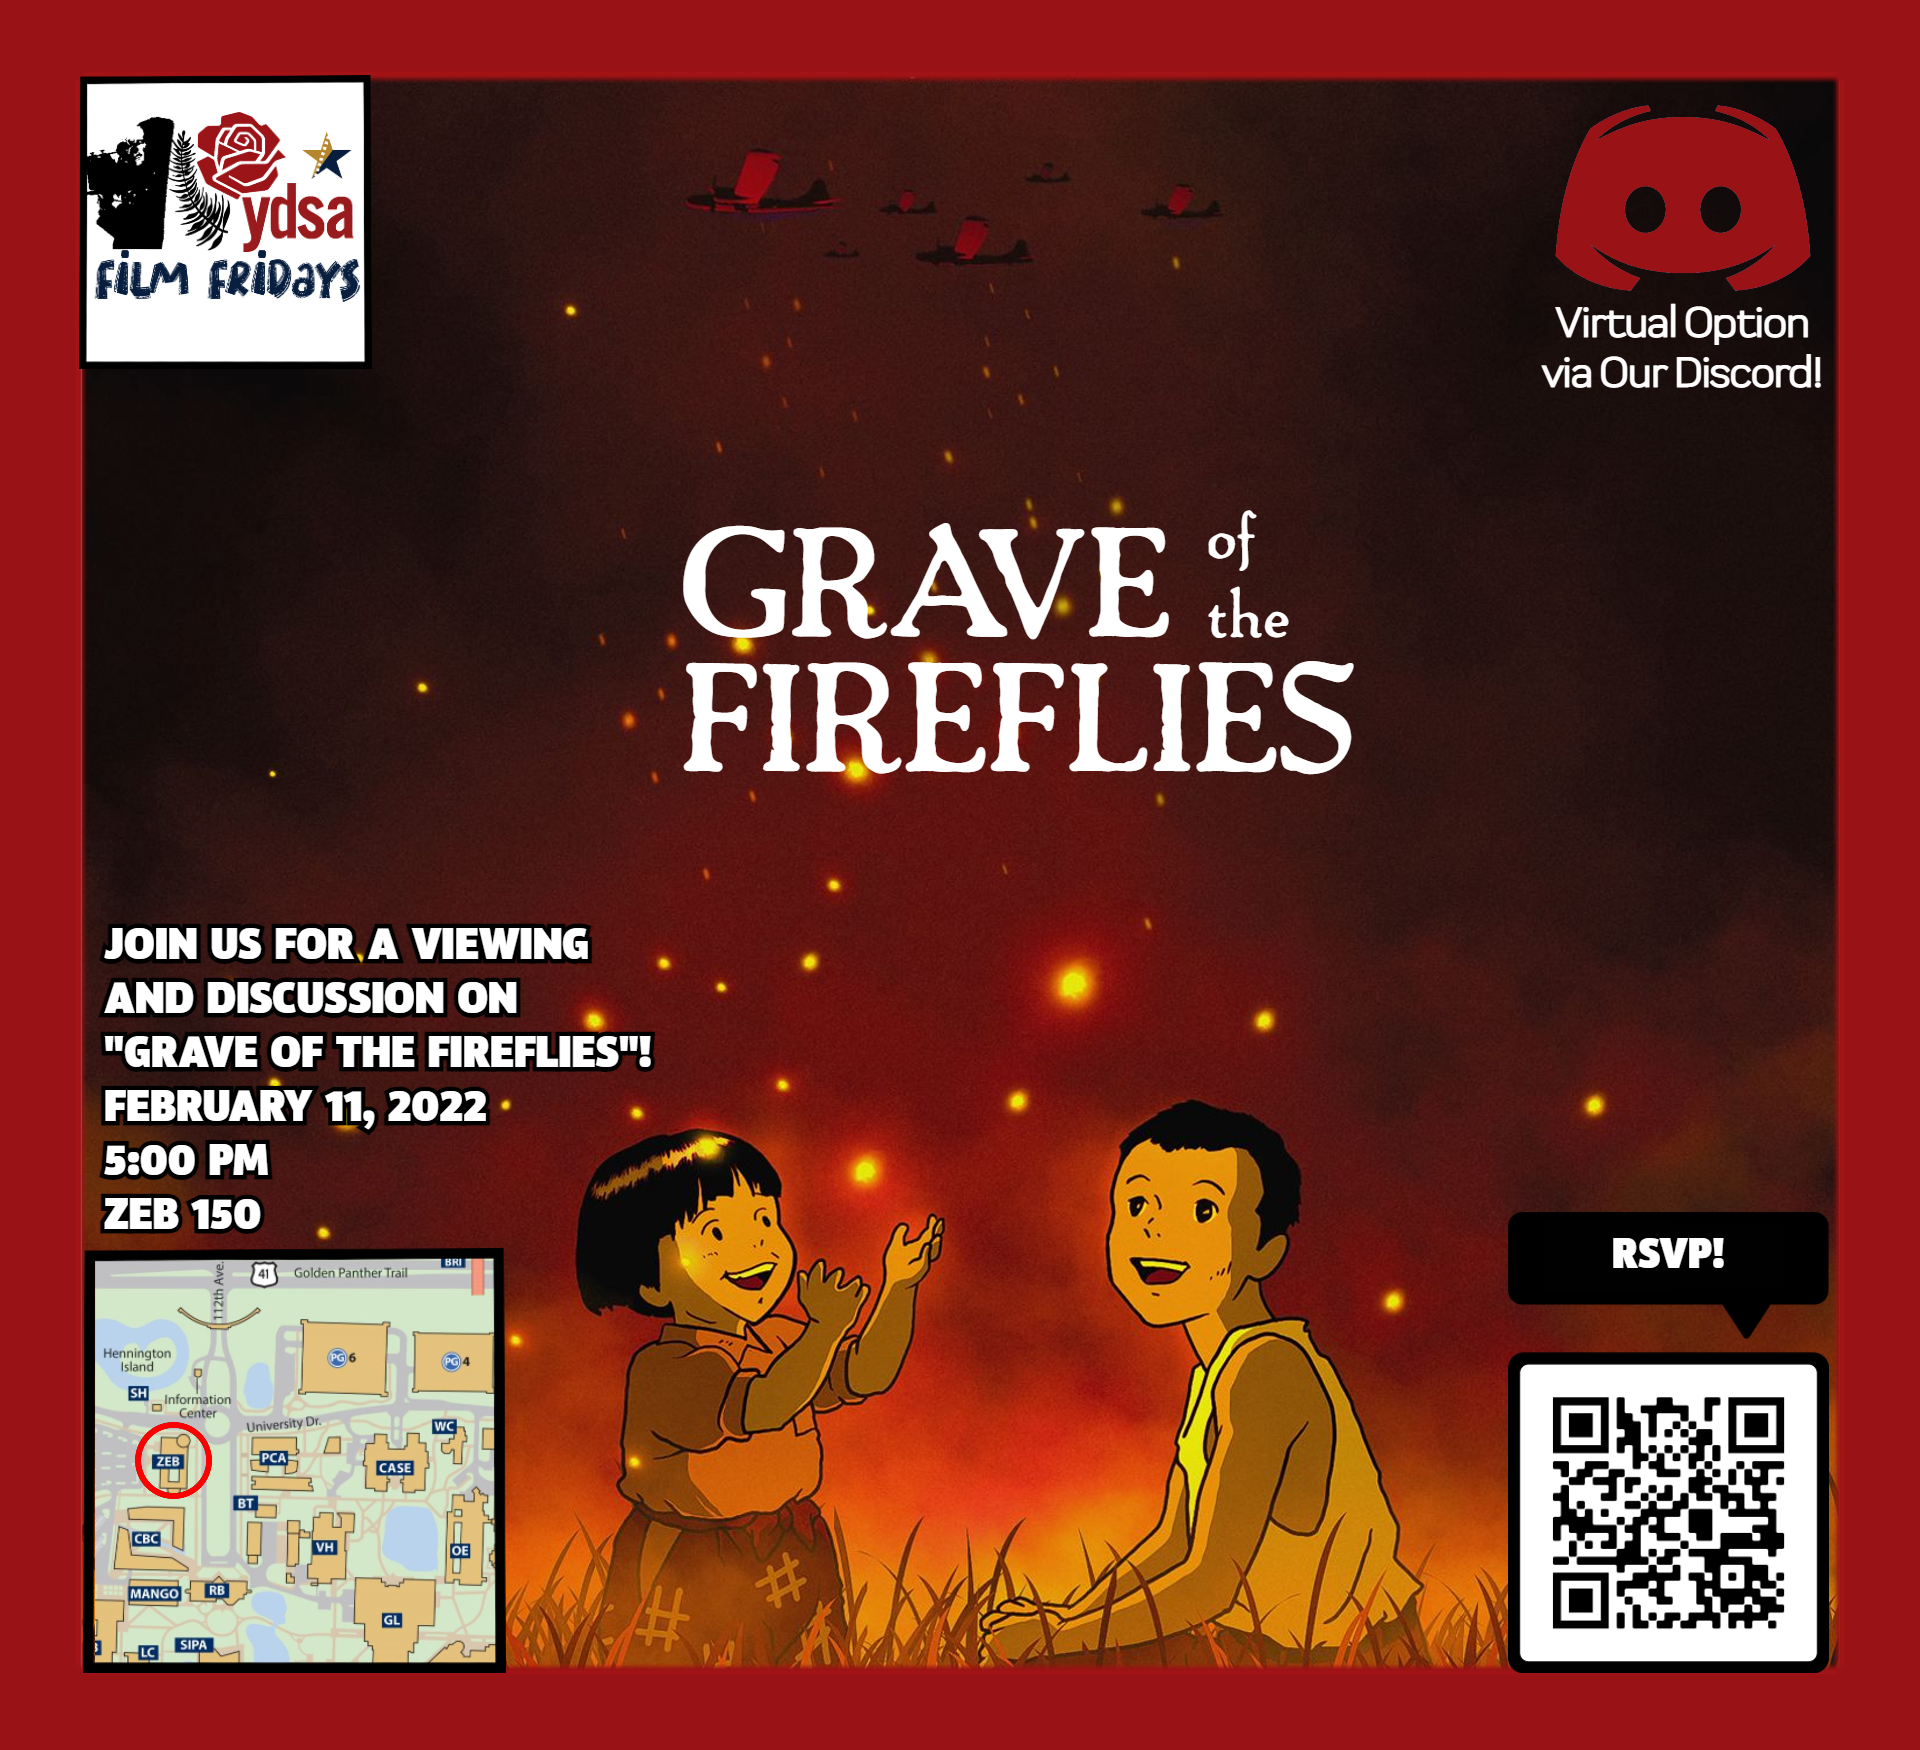 ydsa
FILM FRIDAYS
Virtual Option
via Our Discord!
GRAVE of the
FIREFLIES
JOIN US FOR A VIEWING
AND DISCUSSION ON
"GRAVE OF THE FIREFLIES"!
FEBRUARY 11, 2022
5:00 PM
ZEB 150
RSVP!
BRI
41 Golden Panther Trail
112th Ave.
Hennington
Island
PG 6
PG 4
SH
Information
Center
University Dr.
WC
ZEB
PCA
CASE
BT
CBC
VH
OE
MANGO
RB
GL
SIPA
LC